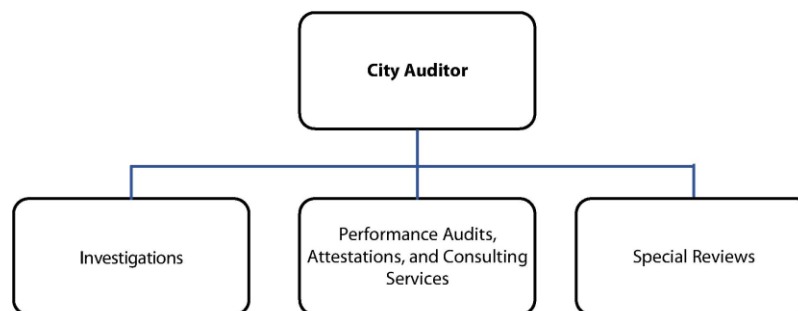 City Auditor
Investigations
Performance Audits,
Attestations, and Consulting
Services
Special Reviews